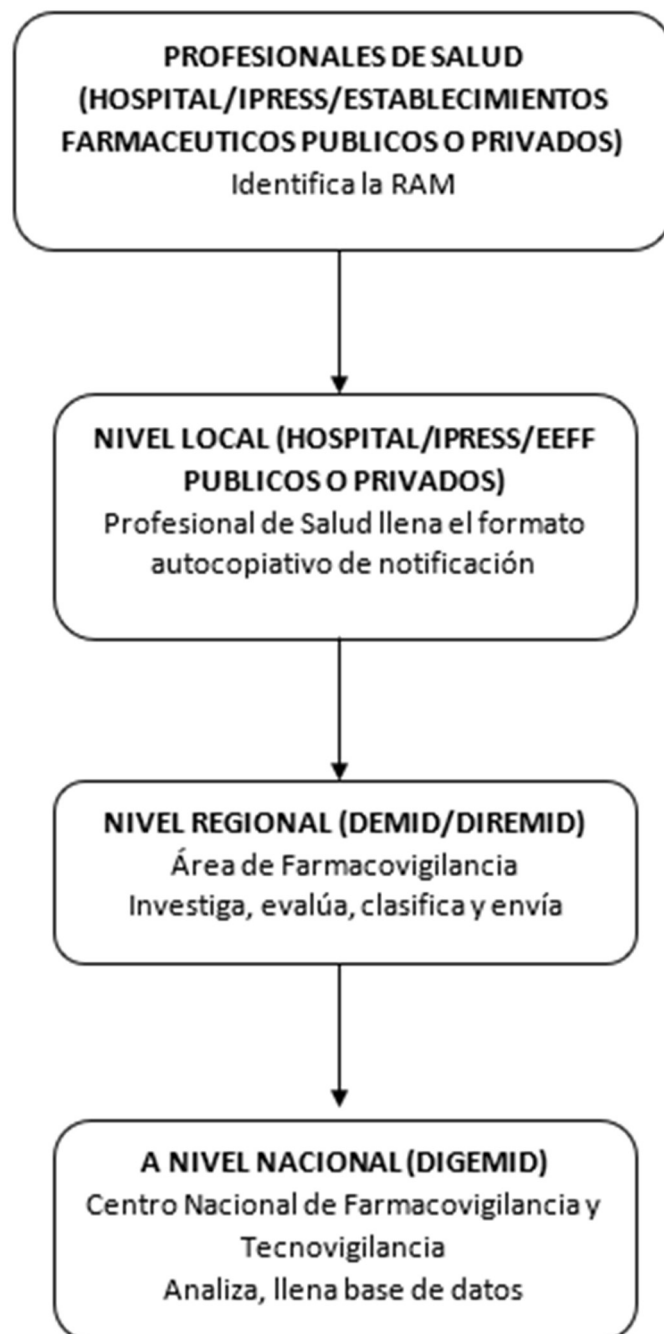 PROFESIONALES DE SALUD
(HOSPITAL/IPRESS/ESTABLECIMIENTOS
FARMACEUTICOS PUBLICOS O PRIVADOS)
Identifica la RAM
NIVEL LOCAL (HOSPITAL/IPRESS/EEFF
PUBLICOS O PRIVADOS)
Profesional de Salud llena el formato
autocopiativo de notificación
NIVEL REGIONAL (DEMID/DIREMID)
Área de Farmacovigilancia
Investiga, evalúa, clasifica y envía
A NIVEL NACIONAL (DIGEMID)
Centro Nacional de Farmacovigilancia y
Tecnovigilancia
Analiza, llena base de datos